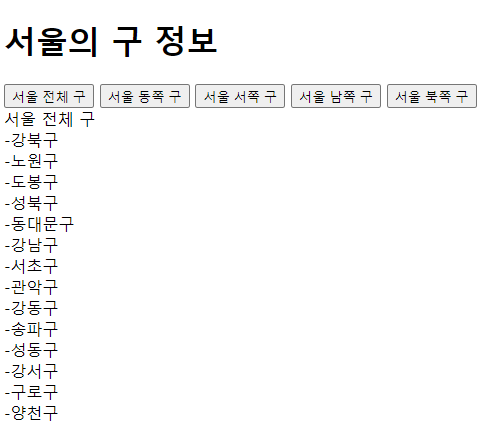 서울의 구 정보
서울 전체 구 서울 동쪽 구 서울 서쪽 구 서울 남쪽 구 서울 북쪽 구
서울 전체 구
-강북구
-노원구
-도봉구
-성북구
-동대문구
-강남구
-서초구
-관악구
-강동구
-송파구
-성동구
-강서구
-구로구
-양천구